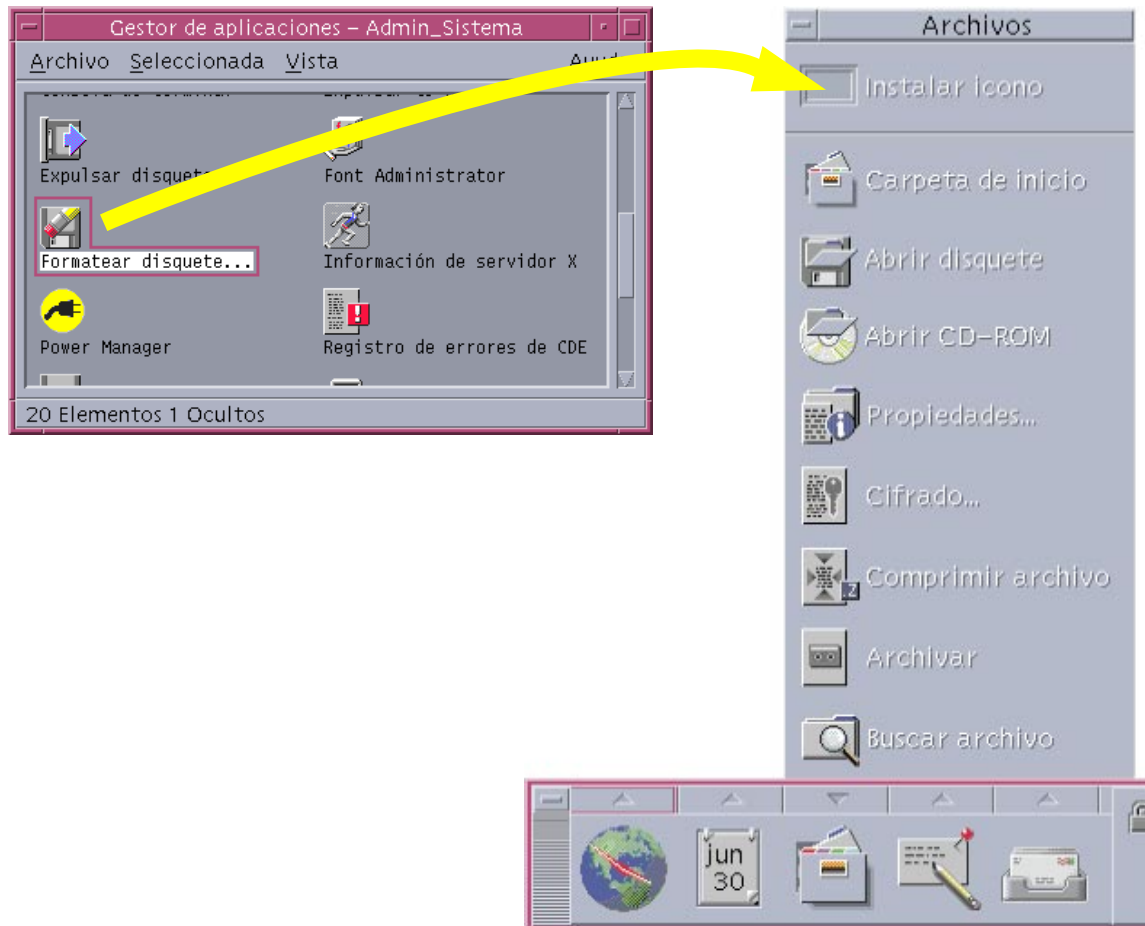 Gestor de aplicaciones – Admin_Sistema
Archivo Seleccionada Vista
Expulsar disquete
Font Administrator
Formatear disquete...
Información de servidor X
Power Manager
Registro de errores de CDE
20 Elementos 1 Ocultos
Archivos
Instalar icono
Carpeta de inicio
Abrir disquete
Abrir CD–ROM
Propiedades...
Cifrado...
Comprimir archivo
.Z
Archivar
Buscar archivo
jun
30